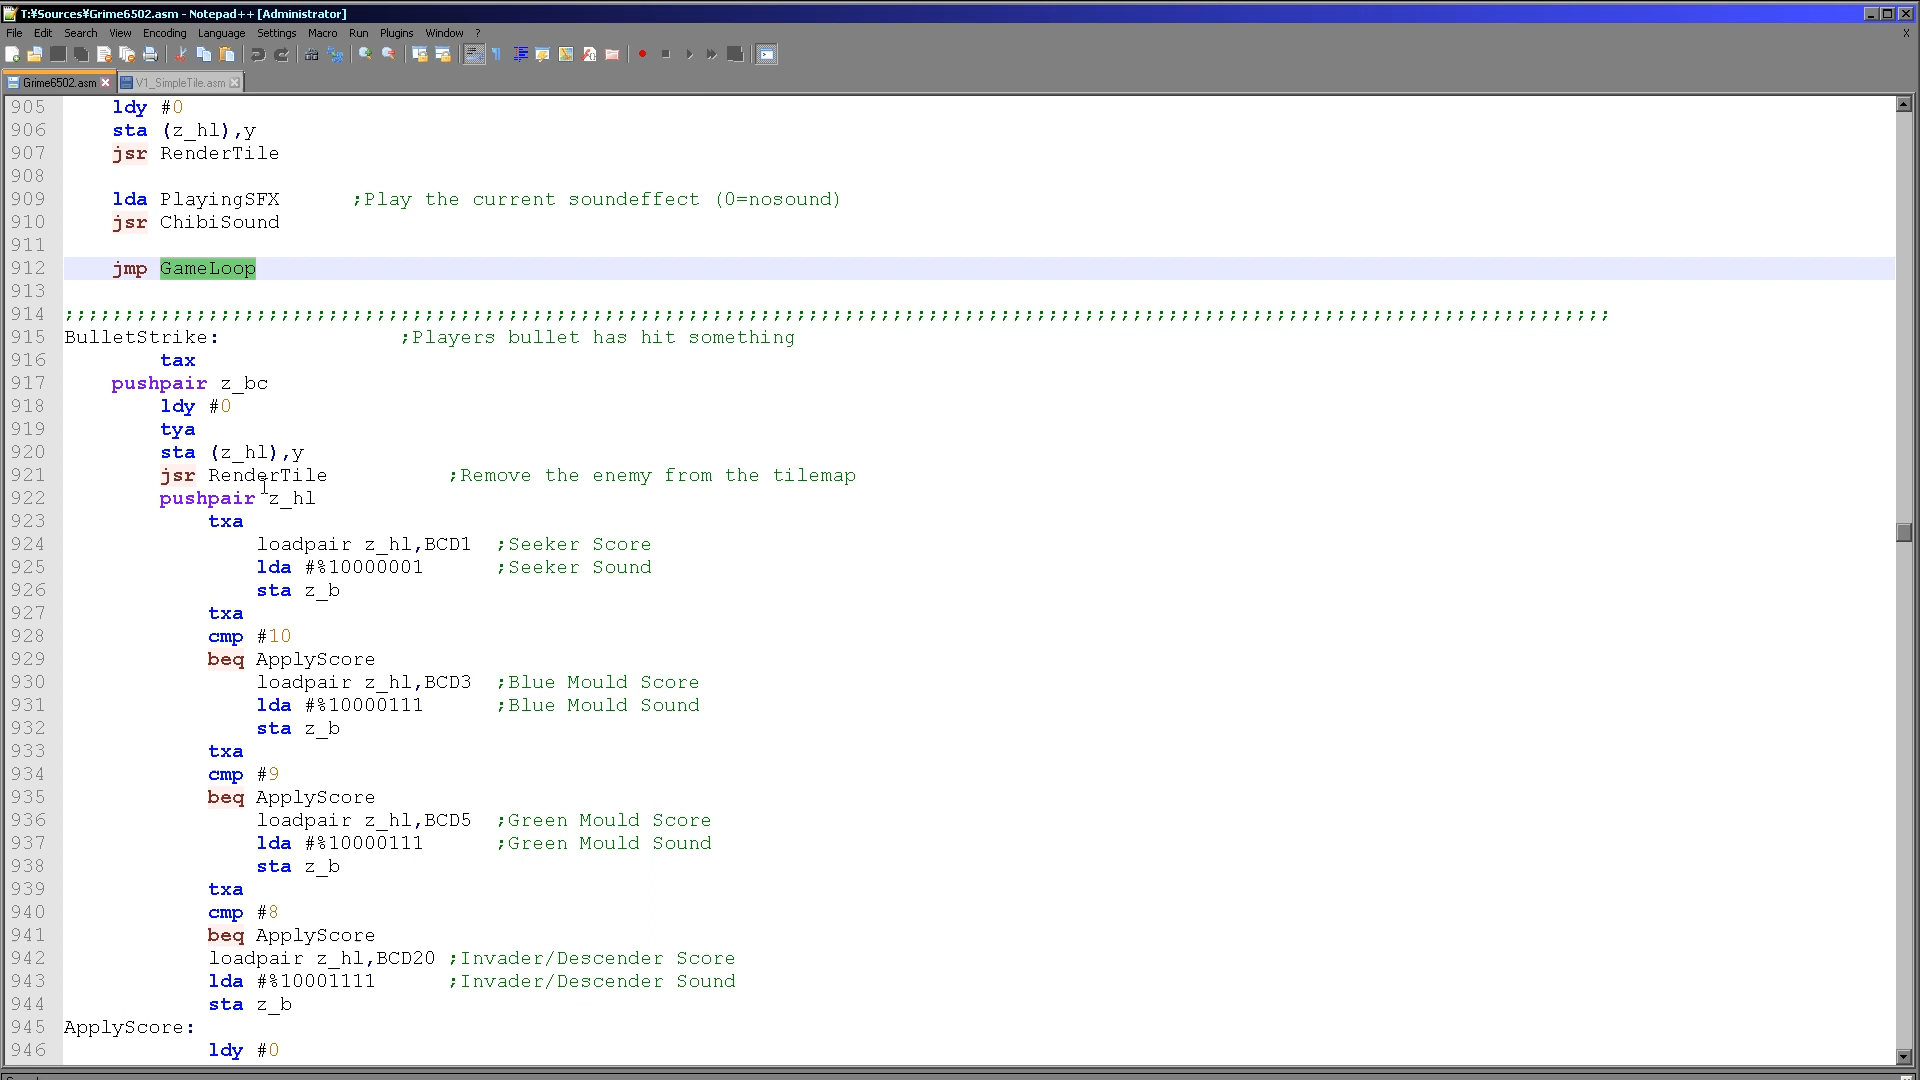 T:¥Sources¥Grime6502.asm - Notepad++ [Administrator]
File Edit Search View Encoding Language Settings Macro Run Plugins Window ? X
Grime6502.asm V1_SimpleTile.asm
905 ldy #0
906 sta (z_hl),y
907 jsr RenderTile
908
909 lda PlayingSFX ;Play the current soundeffect (0=nosound)
910 jsr ChibiSound
911
912 jmp GameLoop
913
914 ;;;;;;;;;;;;;;;;;;;;;;;;;;;;;;;;;;;;;;;;;;;;;;;;;;;;;;;;;;;;;;;;;;;;;;;;;;;;;;;;;;;;;;;;;;;;;;;;;;;;;;;;;;;;;;;;;;;;;;;;;;;;;;;;;
915 BulletStrike: ;Players bullet has hit something
916 tax
917 pushpair z_bc
918 ldy #0
919 tya
920 sta (z_hl),y
921 jsr RenderTile ;Remove the enemy from the tilemap
922 pushpair z_hl
923 txa
924 loadpair z_hl,BCD1 ;Seeker Score
925 lda #%10000001 ;Seeker Sound
926 sta z_b
927 txa
928 cmp #10
929 beq ApplyScore
930 loadpair z_hl,BCD3 ;Blue Mould Score
931 lda #%10000111 ;Blue Mould Sound
932 sta z_b
933 txa
934 cmp #9
935 beq ApplyScore
936 loadpair z_hl,BCD5 ;Green Mould Score
937 lda #%10000111 ;Green Mould Sound
938 sta z_b
939 txa
940 cmp #8
941 beq ApplyScore
942 loadpair z_hl,BCD20 ;Invader/Descender Score
943 lda #%10001111 ;Invader/Descender Sound
944 sta z_b
945 ApplyScore:
946 ldy #0